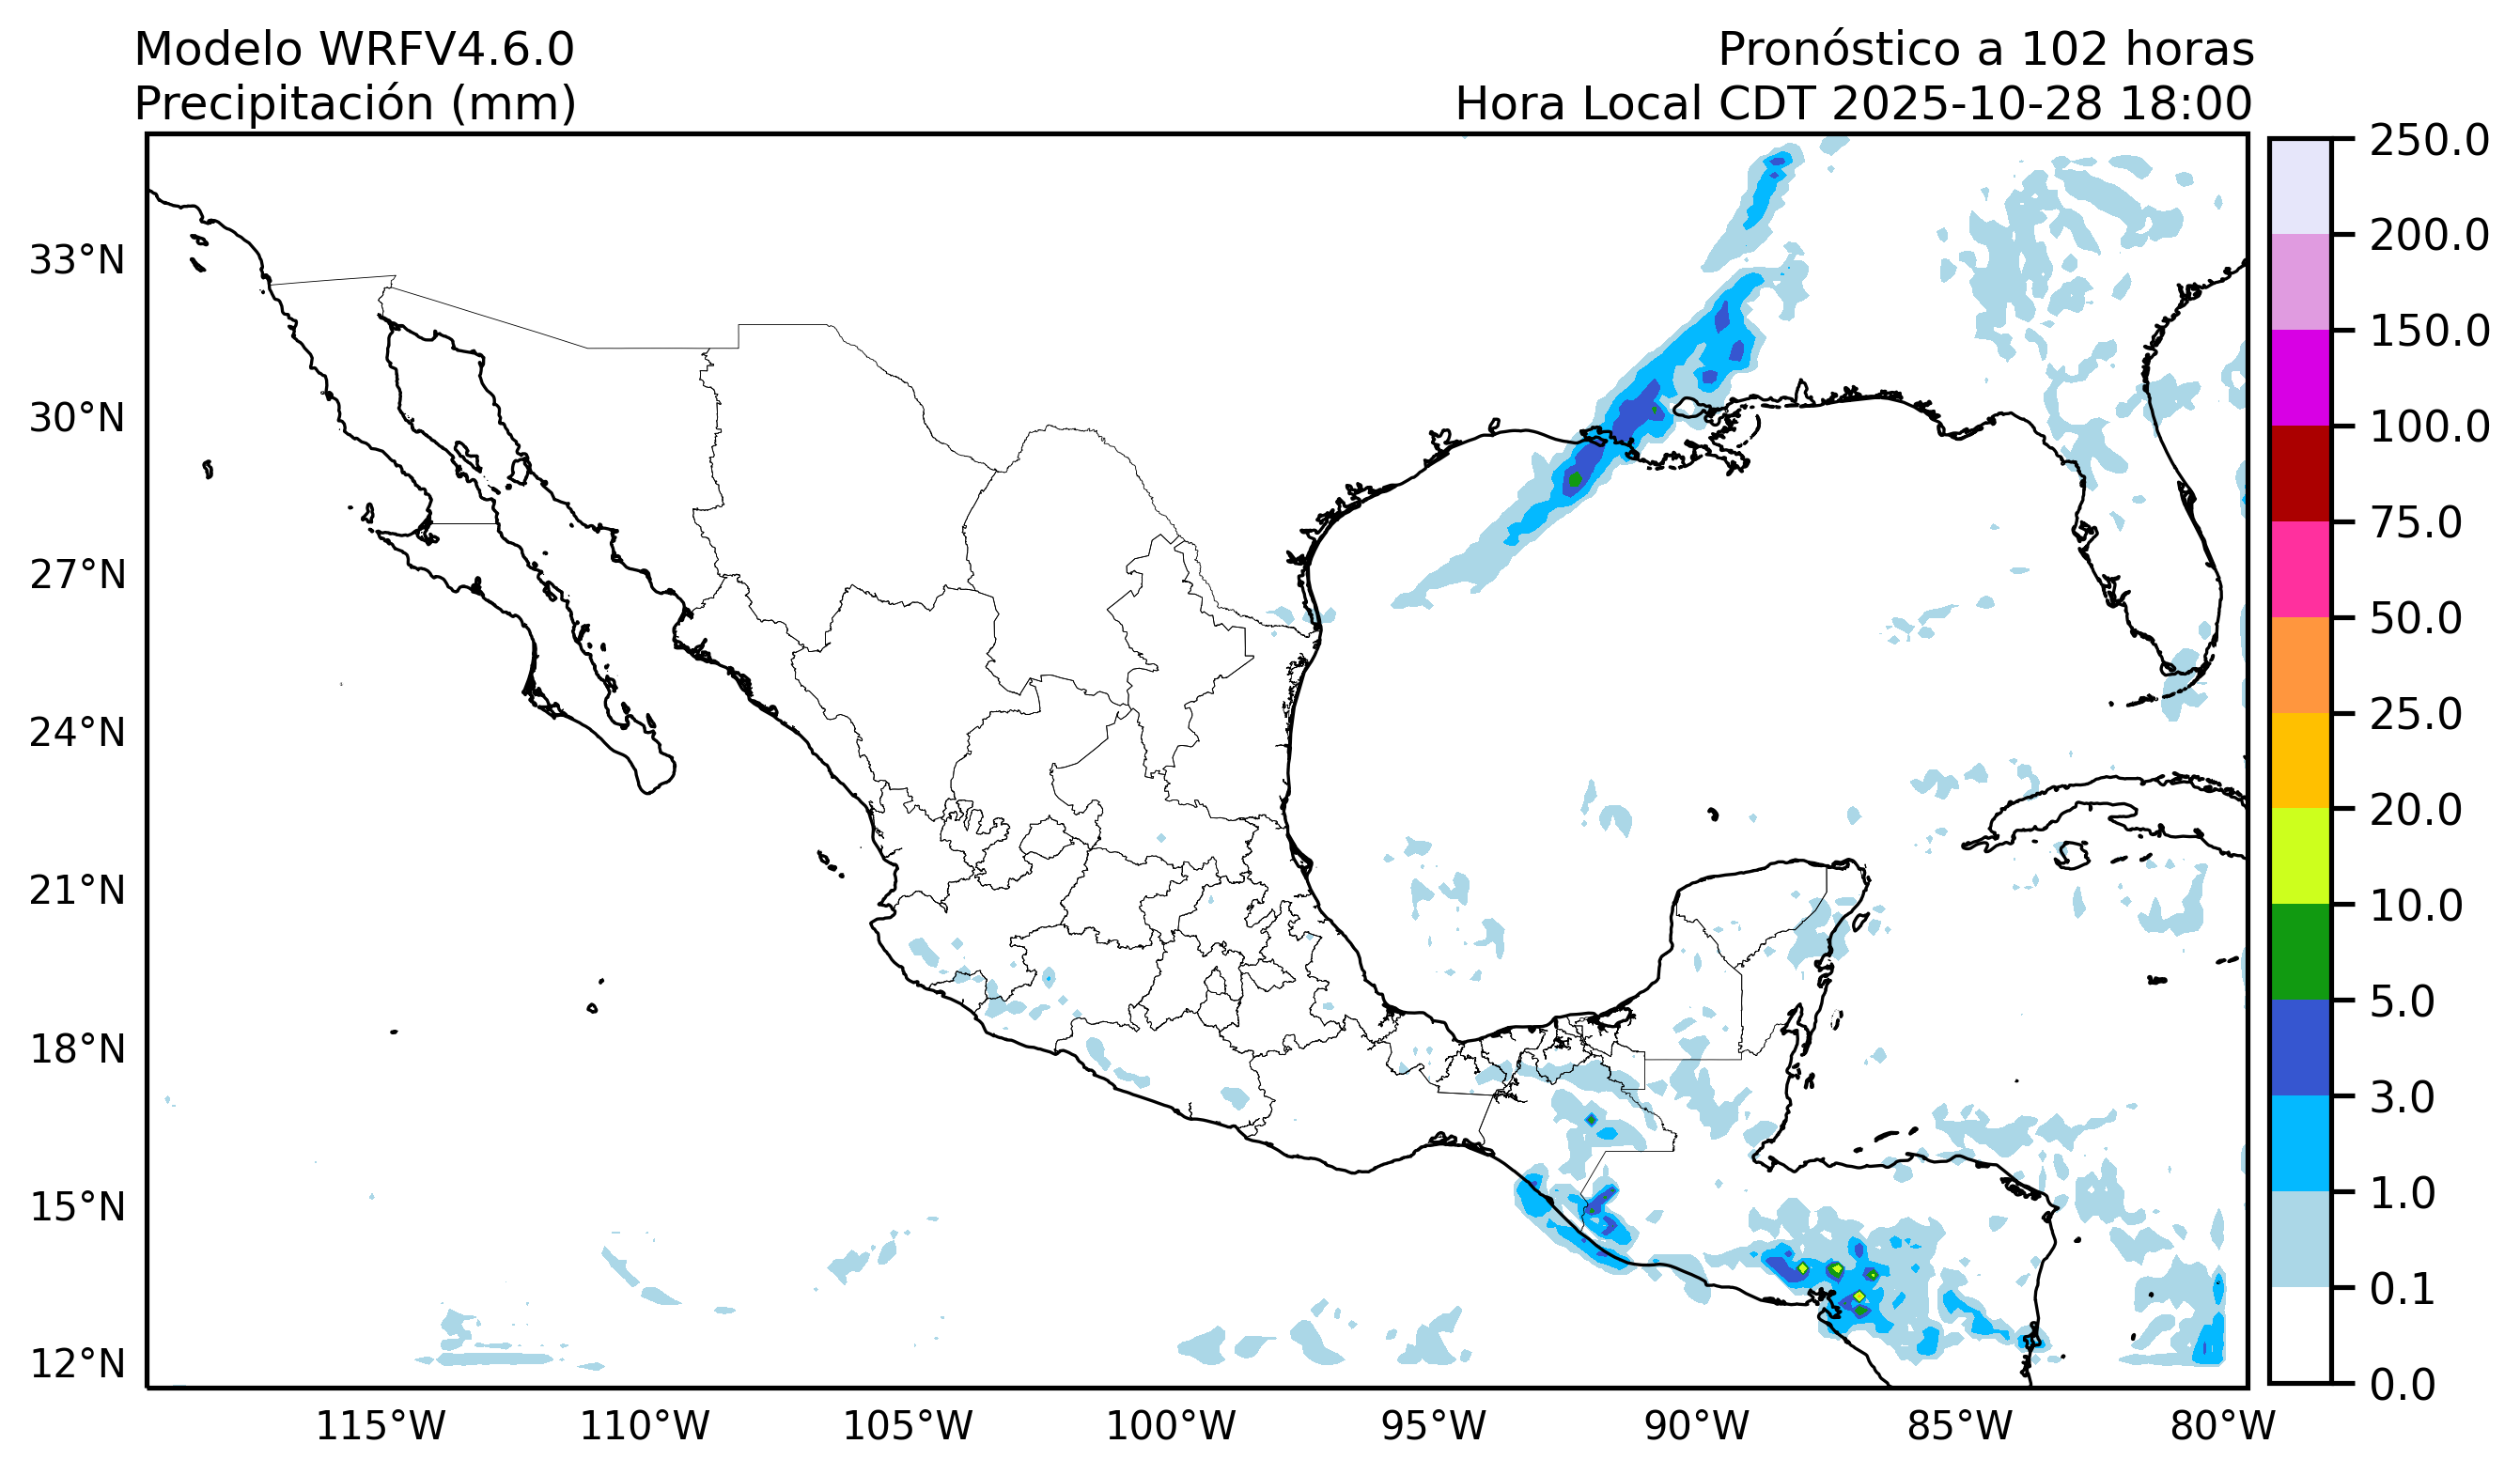 Modelo WRFV4.6.0
Precipitación (mm)
Pronóstico a 102 horas
Hora Local CDT 2025-10-28 18:00
33°N
30°N
27°N
24°N
21°N
18°N
15°N
12°N
115°W
110°W
105°W
100°W
95°W
90°W
85°W
80°W
250.0
200.0
150.0
100.0
75.0
50.0
25.0
20.0
10.0
5.0
3.0
1.0
0.1
0.0